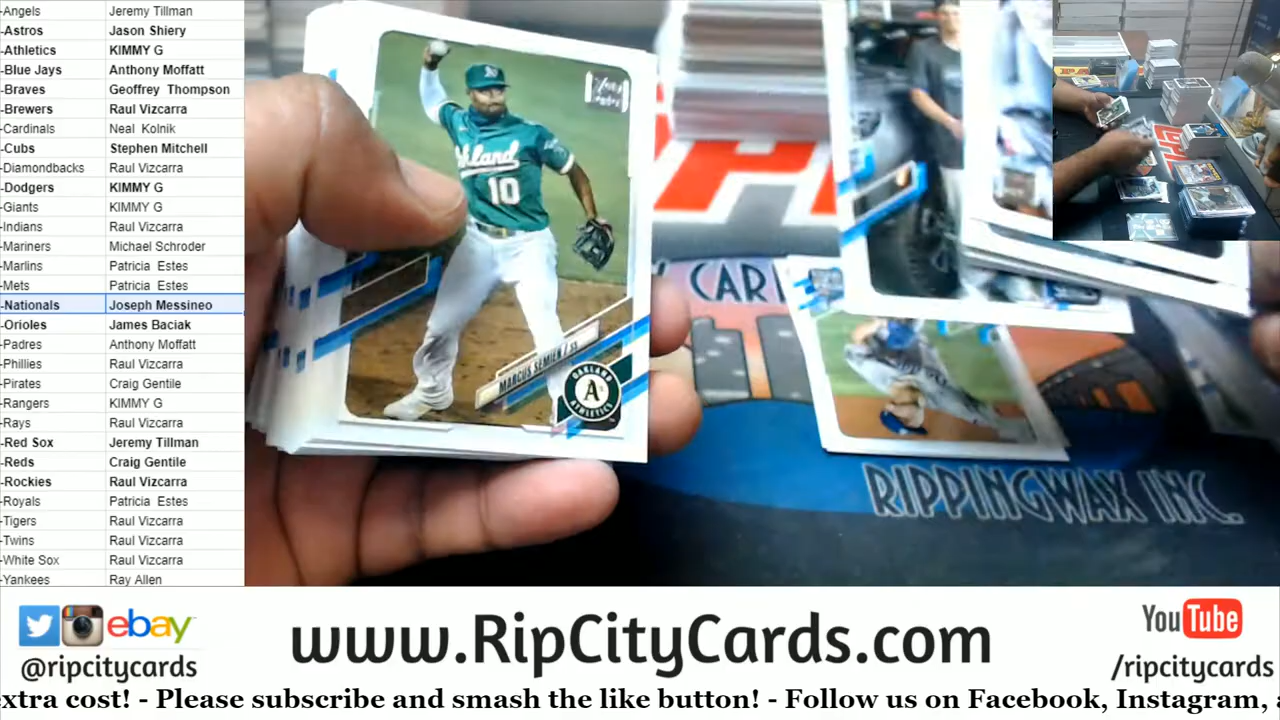 -Angels Jeremy Tillman
-Astros Jason Shiery
-Athletics KIMMY G
-Blue Jays Anthony Moffatt
-Braves Geoffrey Thompson
-Brewers Raul Vizcarra
-Cardinals Neal Kolnik
-Cubs Stephen Mitchell
-Diamondbacks Raul Vizcarra
-Dodgers KIMMY G
-Giants KIMMY G
-Indians Raul Vizcarra
-Mariners Michael Schroder
-Marlins Patricia Estes
-Mets Patricia Estes
-Nationals Joseph Messineo
-Orioles James Baciak
-Padres Anthony Moffatt
-Phillies Raul Vizcarra
-Pirates Craig Gentile
-Rangers KIMMY G
-Rays Raul Vizcarra
-Red Sox Jeremy Tillman
-Reds Craig Gentile
-Rockies Raul Vizcarra
-Royals Patricia Estes
-Tigers Raul Vizcarra
-Twins Raul Vizcarra
-White Sox Raul Vizcarra
-Yankees Ray Allen
10
MARCUS SEMIEN / SS
OAKLAND
A's
ATHLETICS
CAR
RIPPINGWAX INC.
ebay
@ripcitycards
www.RipCityCards.com
YouTube
/ripcitycards
extra cost! - Please subscribe and smash the like button! - Follow us on Facebook, Instagram,